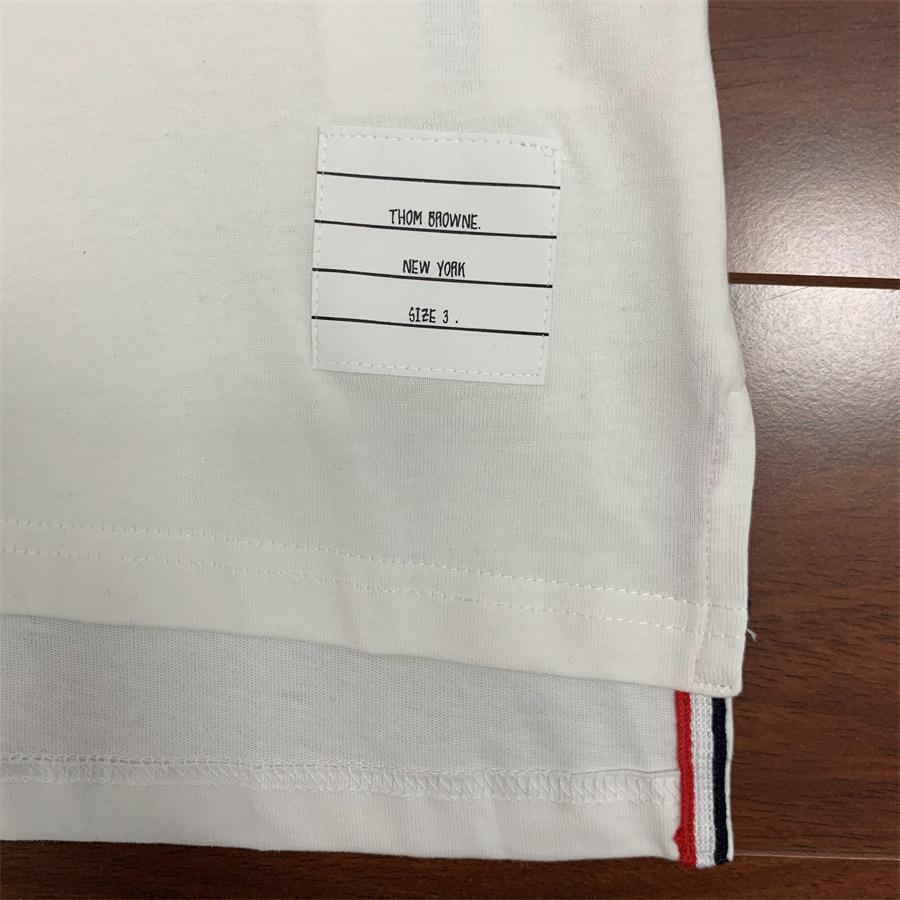 THOM BROWNE.
NEW YORK
SIZE 3 .